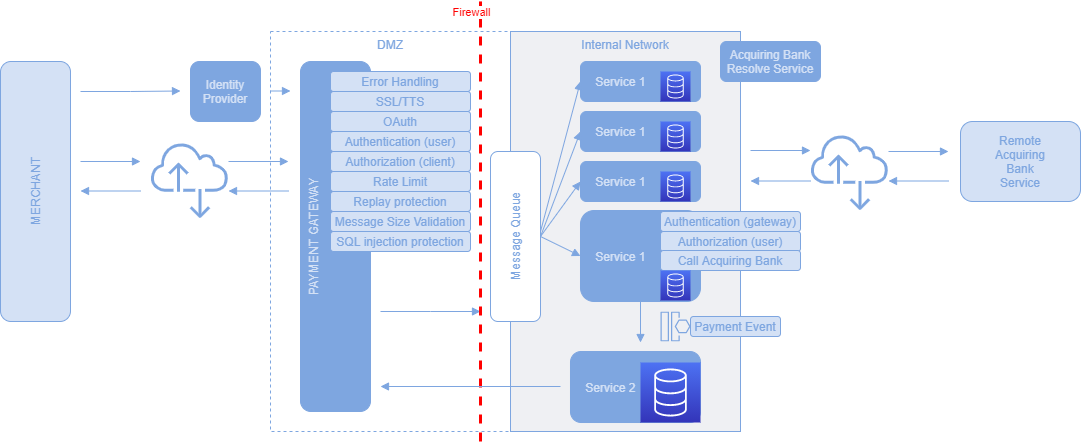 Firewall
DMZ
Internal Network
Acquiring Bank
Resolve Service
MERCHANT
Identity
Provider
PAYMENT GATEWAY
Error Handling
SSL/TTS
OAuth
Authentication (user)
Authorization (client)
Rate Limit
Replay protection
Message Size Validation
SQL injection protection
Message Queue
Service 1
Service 1
Service 1
Service 1
Authentication (gateway)
Authorization (user)
Call Acquiring Bank
Payment Event
Service 2
Remote
Acquiring
Bank
Service